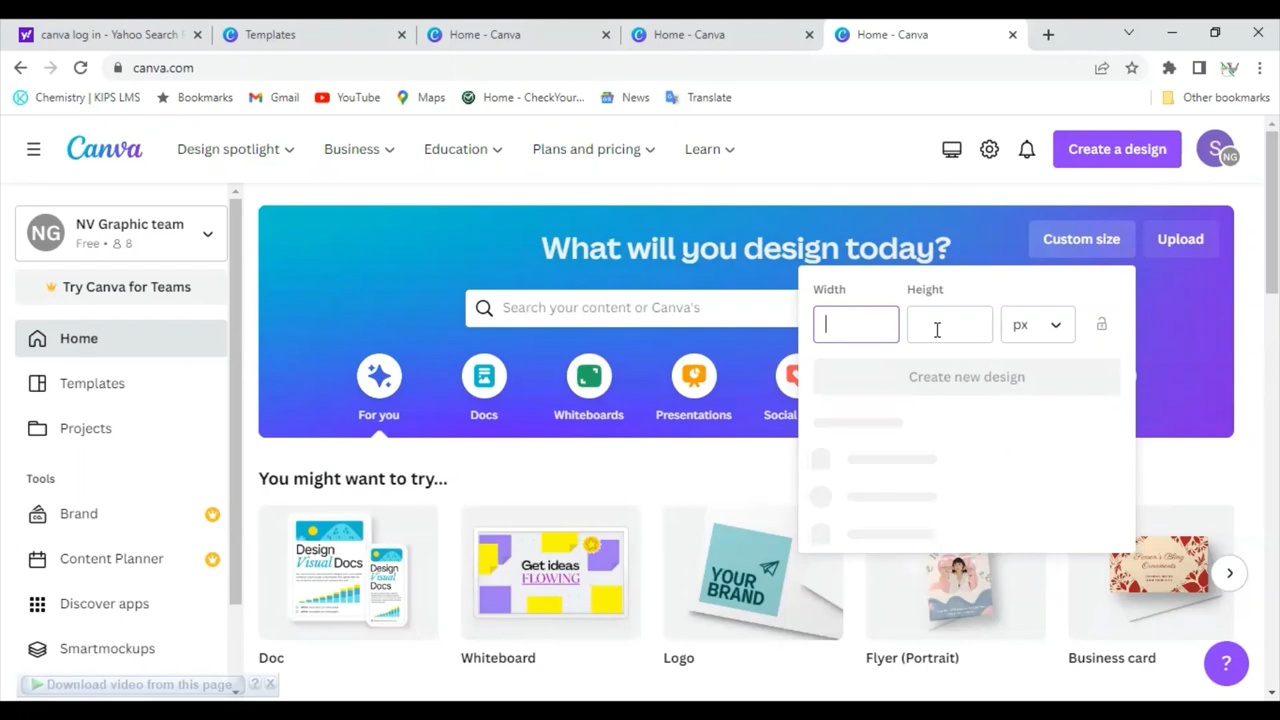 canva log in - Yahoo Search
Templates
Home - Canva
Home - Canva
Home - Canva
canva.com
Chemistry | KIPS LMS
Bookmarks
Gmail
YouTube
Maps
Home - CheckYour...
News
Translate
Other bookmarks
Canva
Design spotlight
Business
Education
Plans and pricing
Learn
Create a design
S
NG
NG
NV Graphic team
Free • 8
Try Canva for Teams
Home
Templates
Projects
Tools
Brand
Content Planner
Discover apps
Smartmockups
Download video from this page
?
What will you design today?
Custom size
Upload
Search your content or Canva's
Width
Height
px
Create new design
For you
Docs
Whiteboards
Presentations
Social
You might want to try...
Design
Visual Docs
Design
Visual Docs
Get ideas
FLOWING
YOUR
BRAND
Doc
Whiteboard
Logo
Flyer (Portrait)
Business card
?